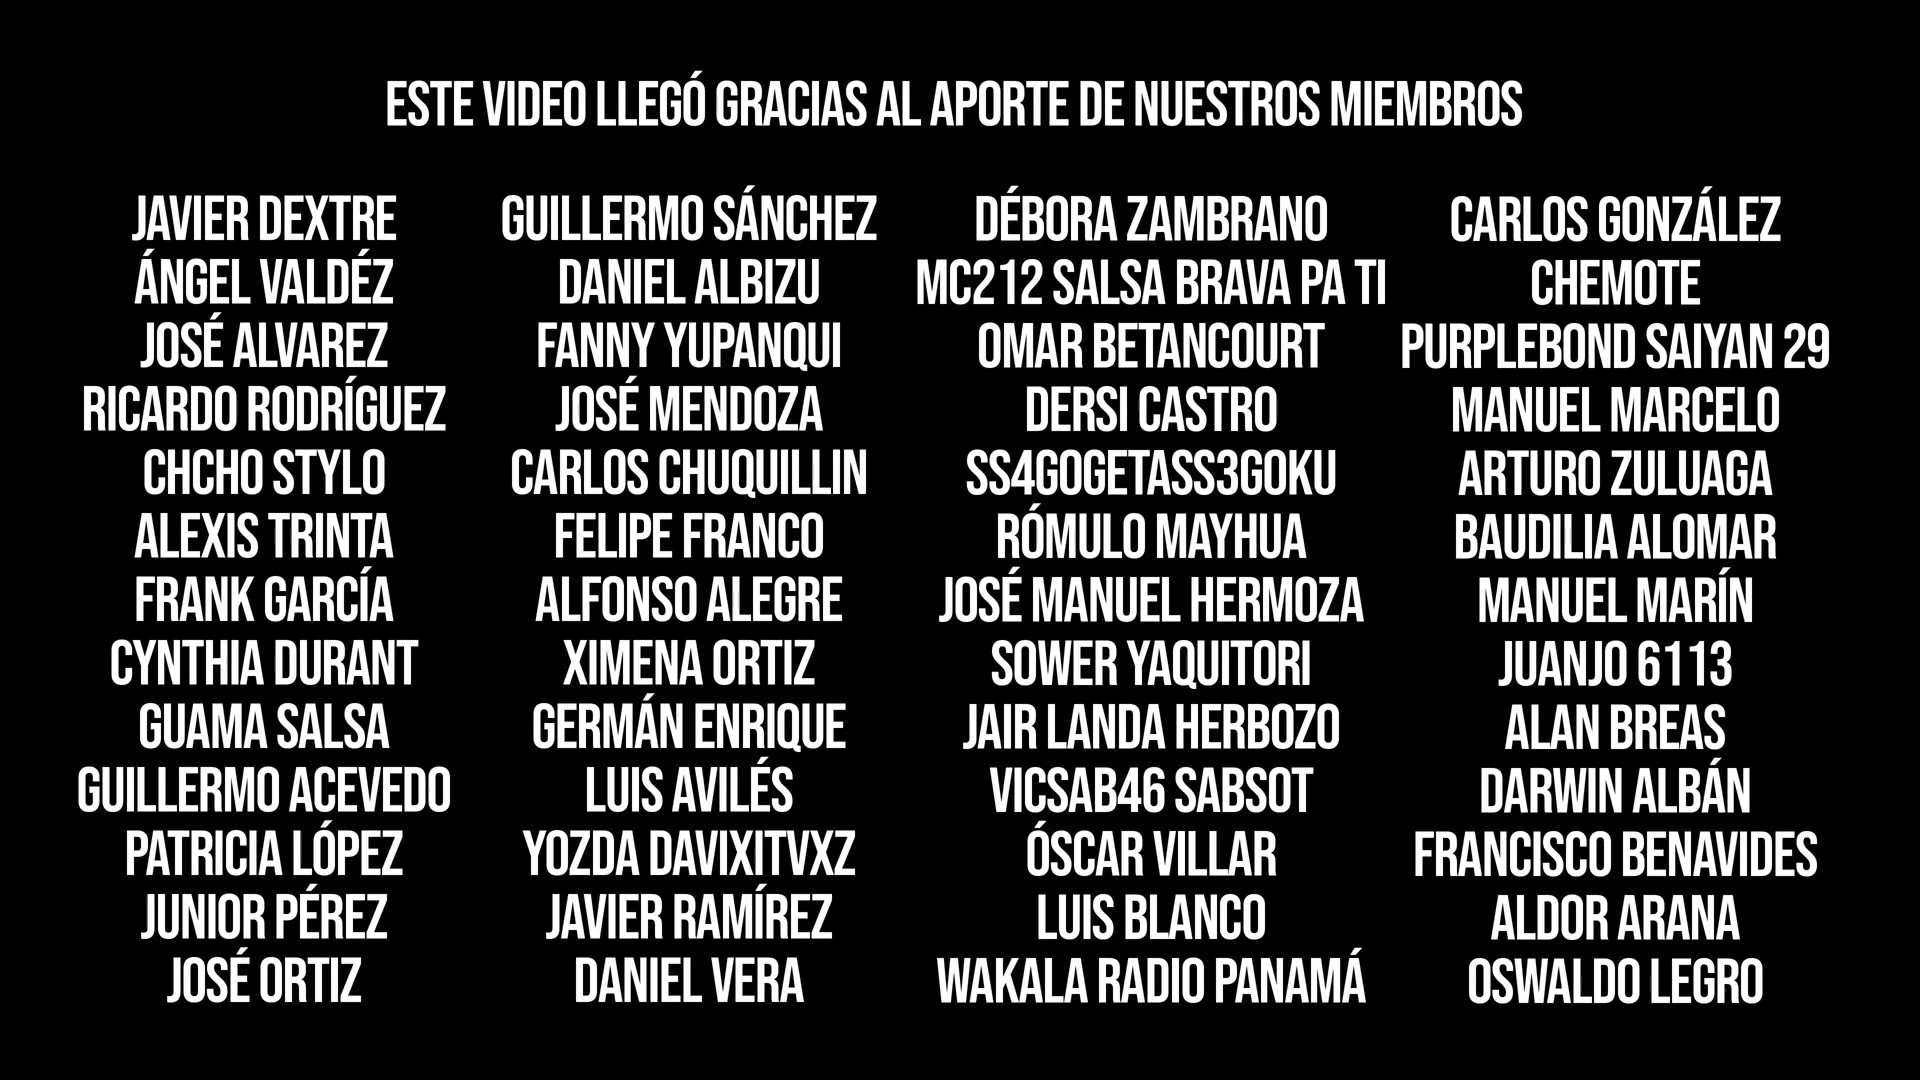 ESTE VIDEO LLEGÓ GRACIAS AL APORTE DE NUESTROS MIEMBROS
JAVIER DEXTRE
ÁNGEL VALDÉZ
JOSÉ ALVAREZ
RICARDO RODRÍGUEZ
CHCHO STYLO
ALEXIS TRINTA
FRANK GARCÍA
CYNTHIA DURANT
GUAMA SALSA
GUILLERMO ACEVEDO
PATRICIA LÓPEZ
JUNIOR PÉREZ
JOSÉ ORTIZ
GUILLERMO SÁNCHEZ
DANIEL ALBIZU
FANNY YUPANQUI
JOSÉ MENDOZA
CARLOS CHUQUILLIN
FELIPE FRANCO
ALFONSO ALEGRE
XIMENA ORTIZ
GERMÁN ENRIQUE
LUIS AVILÉS
YOZDA DAVIXITVXZ
JAVIER RAMÍREZ
DANIEL VERA
DÉBORA ZAMBRANO
MC212 SALSA BRAVA PA TI
OMAR BETANCOURT
DERSI CASTRO
SS4GOGETASS3GOKU
RÓMULO MAYHUA
JOSÉ MANUEL HERMOZA
SOWER YAQUITORI
JAIR LANDA HERBOZO
VICSAB46 SABSOT
ÓSCAR VILLAR
LUIS BLANCO
WAKALA RADIO PANAMÁ
CARLOS GONZÁLEZ
CHEMOTE
PURPLEBOND SAIYAN 29
MANUEL MARCELO
ARTURO ZULUAGA
BAUDILIA ALOMAR
MANUEL MARÍN
JUANJO 6113
ALAN BREAS
DARWIN ALBÁN
FRANCISCO BENAVIDES
ALDOR ARANA
OSWALDO LEGRO